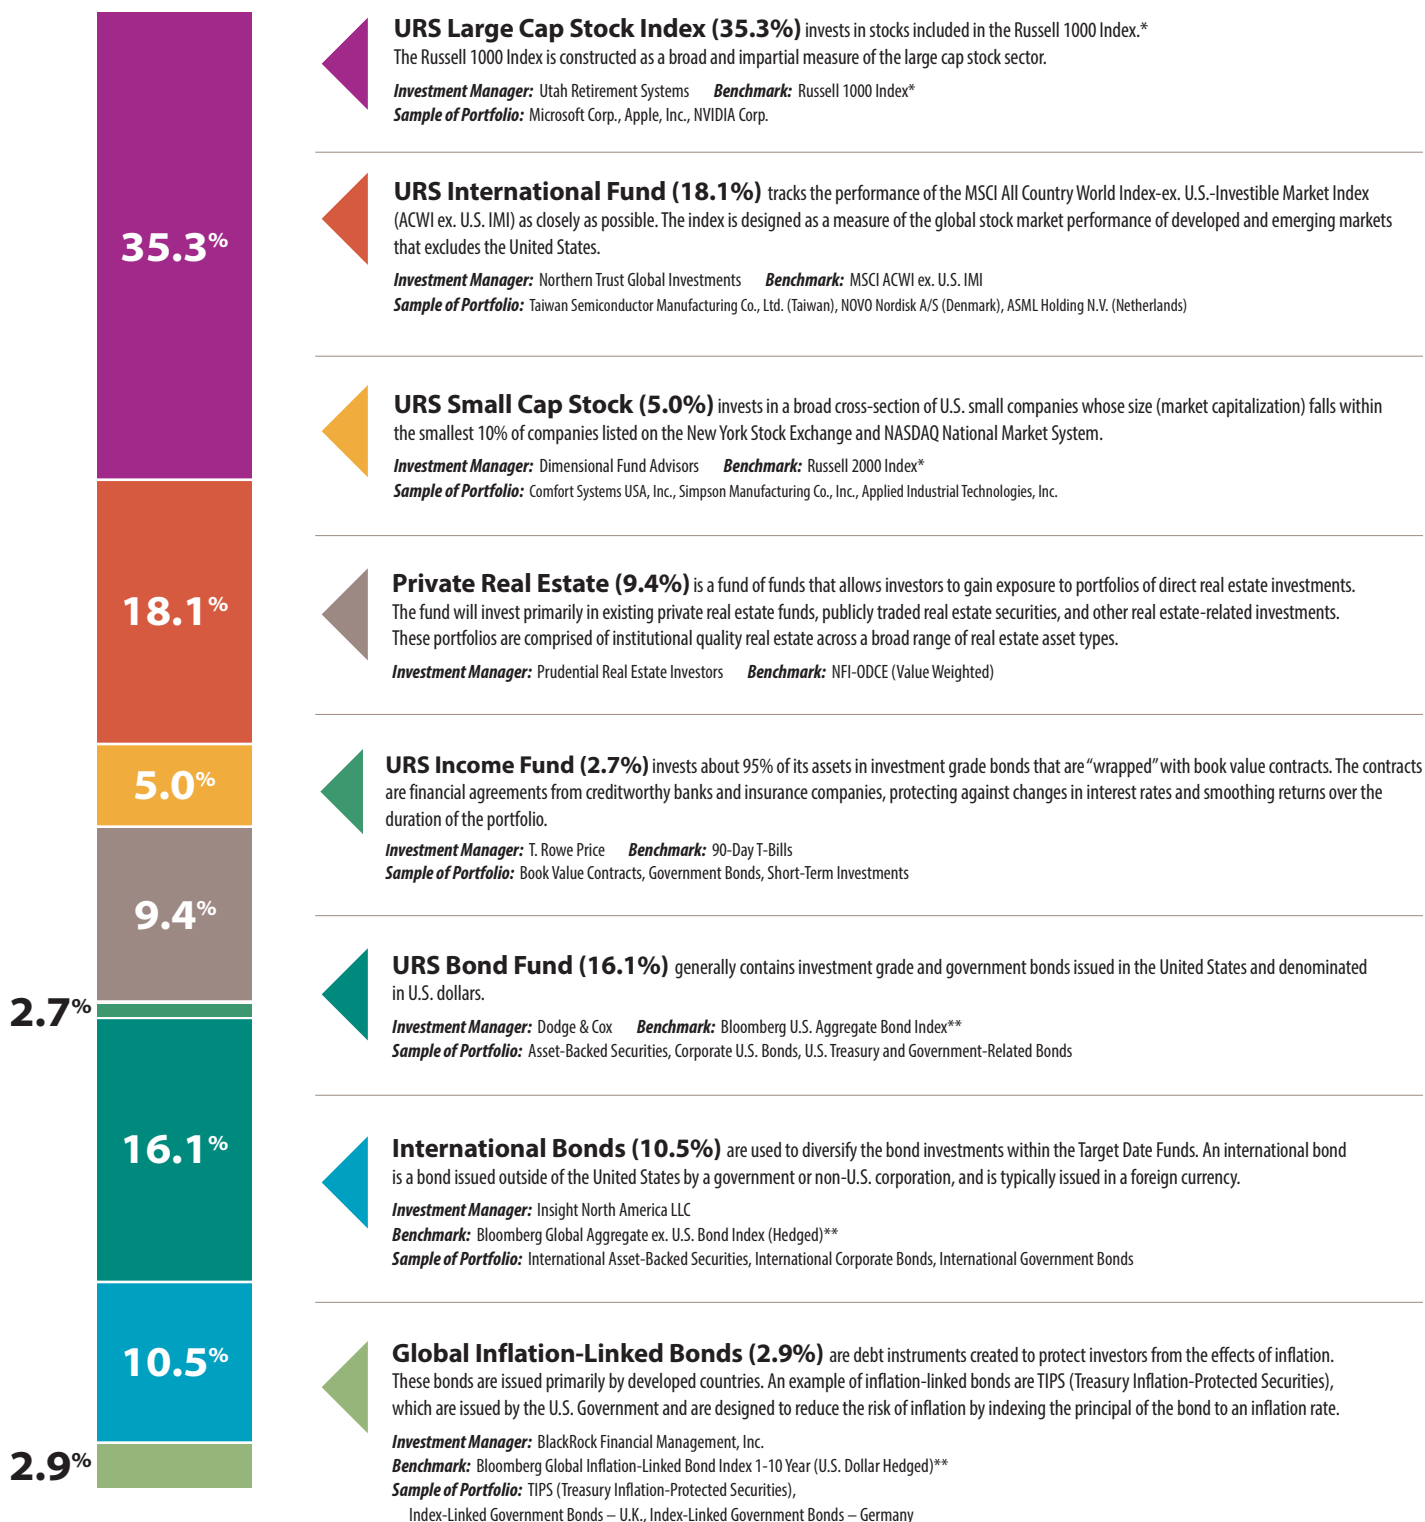 URS Large Cap Stock Index (35.3%) invests in stocks included in the Russell 1000 Index.*
The Russell 1000 Index is constructed as a broad and impartial measure of the large cap stock sector.
Investment Manager: Utah Retirement Systems Benchmark: Russell 1000 Index*
Sample of Portfolio: Microsoft Corp., Apple, Inc., NVIDIA Corp.
35.3%
URS International Fund (18.1%) tracks the performance of the MSCI All Country World Index-ex. U.S.-Investible Market Index
(ACWI ex. U.S. IMI) as closely as possible. The index is designed as a measure of the global stock market performance of developed and emerging markets
that excludes the United States.
Investment Manager: Northern Trust Global Investments Benchmark: MSCI ACWI ex. U.S. IMI
Sample of Portfolio: Taiwan Semiconductor Manufacturing Co., Ltd. (Taiwan), NOVO Nordisk A/S (Denmark), ASML Holding N.V. (Netherlands)
URS Small Cap Stock (5.0%) invests in a broad cross-section of U.S. small companies whose size (market capitalization) falls within
the smallest 10% of companies listed on the New York Stock Exchange and NASDAQ National Market System.
Investment Manager: Dimensional Fund Advisors Benchmark: Russell 2000 Index*
Sample of Portfolio: Comfort Systems USA, Inc., Simpson Manufacturing Co., Inc., Applied Industrial Technologies, Inc.
18.1%
Private Real Estate (9.4%) is a fund of funds that allows investors to gain exposure to portfolios of direct real estate investments.
The fund will invest primarily in existing private real estate funds, publicly traded real estate securities, and other real estate-related investments.
These portfolios are comprised of institutional quality real estate across a broad range of real estate asset types.
Investment Manager: Prudential Real Estate Investors Benchmark: NFI-ODCE (Value Weighted)
5.0%
URS Income Fund (2.7%) invests about 95% of its assets in investment grade bonds that are “wrapped” with book value contracts. The contracts
are financial agreements from creditworthy banks and insurance companies, protecting against changes in interest rates and smoothing returns over the
duration of the portfolio.
Investment Manager: T. Rowe Price Benchmark: 90-Day T-Bills
Sample of Portfolio: Book Value Contracts, Government Bonds, Short-Term Investments
9.4%
2.7%
URS Bond Fund (16.1%) generally contains investment grade and government bonds issued in the United States and denominated
in U.S. dollars.
Investment Manager: Dodge & Cox Benchmark: Bloomberg U.S. Aggregate Bond Index**
Sample of Portfolio: Asset-Backed Securities, Corporate U.S. Bonds, U.S. Treasury and Government-Related Bonds
16.1%
International Bonds (10.5%) are used to diversify the bond investments within the Target Date Funds. An international bond
is a bond issued outside of the United States by a government or non-U.S. corporation, and is typically issued in a foreign currency.
Investment Manager: Insight North America LLC
Benchmark: Bloomberg Global Aggregate ex. U.S. Bond Index (Hedged)**
Sample of Portfolio: International Asset-Backed Securities, International Corporate Bonds, International Government Bonds
10.5%
Global Inflation-Linked Bonds (2.9%) are debt instruments created to protect investors from the effects of inflation.
These bonds are issued primarily by developed countries. An example of inflation-linked bonds are TIPS (Treasury Inflation-Protected Securities),
which are issued by the U.S. Government and are designed to reduce the risk of inflation by indexing the principal of the bond to an inflation rate.
Investment Manager: BlackRock Financial Management, Inc.
Benchmark: Bloomberg Global Inflation-Linked Bond Index 1-10 Year (U.S. Dollar Hedged)**
Sample of Portfolio: TIPS (Treasury Inflation-Protected Securities),
Index-Linked Government Bonds – U.K., Index-Linked Government Bonds – Germany
2.9%